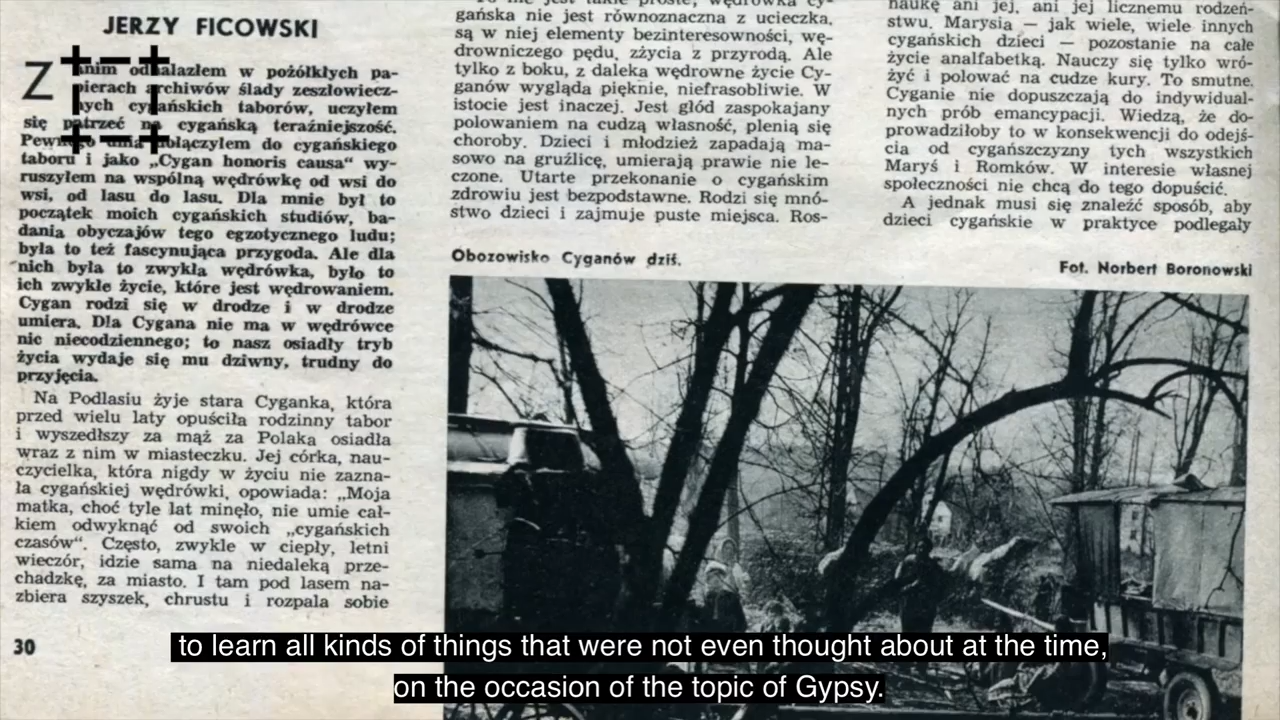 JERZY FICOWSKI
Zanim odnalazłem w pożółkłych pa-
pierach archiwów ślady zeszłowiecz-
nych cygańskich taborów, uczyłem
się patrzeć na cygańską teraźniejszość.
Pewnego dnia dołączyłem do cygańskiego
taboru i jako „Cygan honoris causa“ wy-
ruszyłem na wspólną wędrówkę od wsi do
wsi, od lasu do lasu. Dla mnie był to
początek moich cygańskich studiów, ba-
dania obyczajów tego egzotycznego ludu;
była to też fascynująca przygoda. Ale dla
nich była to zwykła wędrówka, było to
ich zwykłe życie, które jest wędrowaniem.
Cygan rodzi się w drodze i w drodze
umiera. Dla Cygana nie ma w wędrówce
nic niecodziennego; to nasz osiadły tryb
życia wydaje się mu dziwny, trudny do
przyjęcia.
Na Podlasiu żyje stara Cyganka, która
przed wielu laty opuściła rodzinny tabor
i wyszedłszy za mąż za Polaka osiadła
wraz z nim w miasteczku. Jej córka, nau-
czycielka, która nigdy w życiu nie zazna-
ła cygańskiej wędrówki, opowiada: „Moja
matka, choć tyle lat minęło, nie umie cał-
kiem odwyknąć od swoich „cygańskich
czasów“. Często, zwykle w ciepły, letni
wieczór, idzie sama na niedaleką prze-
chadzkę, za miasto. I tam pod lasem na-
zbiera szyszek, chrustu i rozpala sobie
30
gańska nie jest równoznaczna z ucieczką,
są w niej elementy bezinteresowności, wę-
drowniczego pędu, zżycia z przyrodą. Ale
tylko z boku, z daleka wędrowne życie Cy-
ganów wygląda pięknie, niefrasobliwie. W
istocie jest inaczej. Jest głód zaspokajany
polowaniem na cudzą własność, plenią się
choroby. Dzieci i młodzież zapadają ma-
sowo na gruźlicę, umierają prawie nie le-
czone. Utarte przekonanie o cygańskim
zdrowiu jest bezpodstawne. Rodzi się mnó-
stwo dzieci i zajmuje puste miejsca. Ros-
naukę ani jej, ani jej licznemu rodzeń-
stwu. Marysia — jak wiele, wiele innych
cygańskich dzieci — pozostanie na całe
życie analfabetką. Nauczy się tylko wró-
żyć i polować na cudze kury. To smutne.
Cyganie nie dopuszczają do indywidual-
nych prób emancypacji. Wiedzą, że do-
prowadziłoby to w konsekwencji do odejś-
cia od cygańszczyzny tych wszystkich
Maryś i Romków. W interesie własnej
społeczności nie chcą do tego dopuścić.
A jednak musi się znaleźć sposób, aby
dzieci cygańskie w praktyce podlegały
Obozowisko Cyganów dziś.
Fot. Norbert Boronowski
to learn all kinds of things that were not even thought about at the time,
on the occasion of the topic of Gypsy.